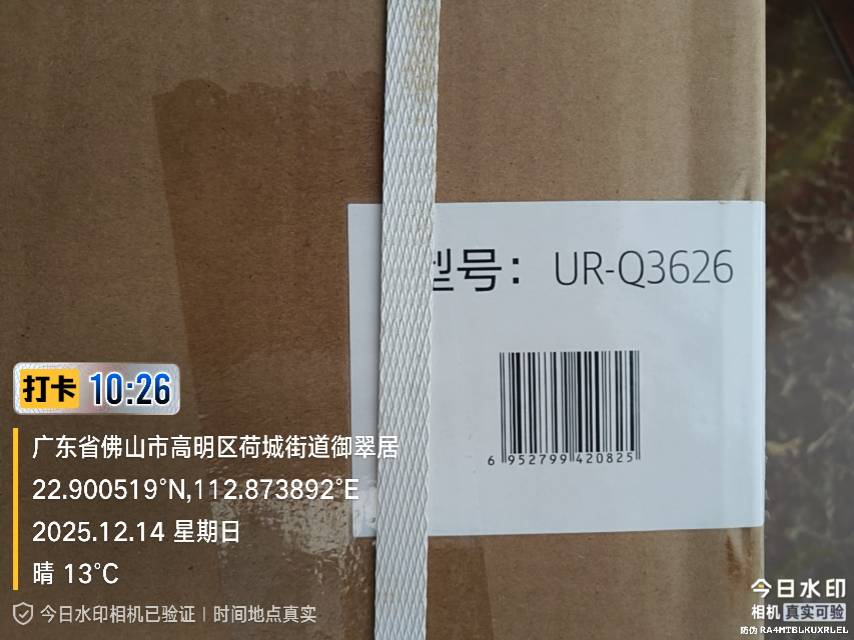 型号：UR-Q3626
6 952799 420825
打卡 10:26
广东省佛山市高明区荷城街道御翠居
22.900519°N,112.873892°E
2025.12.14 星期日
晴 13°C
今日水印相机已验证 | 时间地点真实
今日水印
相机 真实可验
防伪 RA4MTBLKUXRLEL